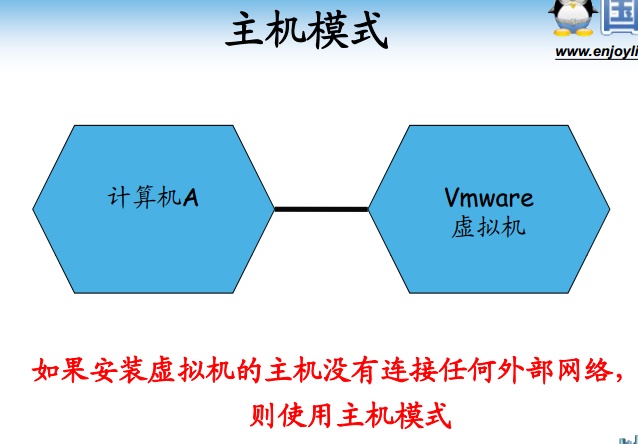 主机模式
国
www.enjoyli
计算机A
Vmware
虚拟机
如果安装虚拟机的主机没有连接任何外部网络，
则使用主机模式